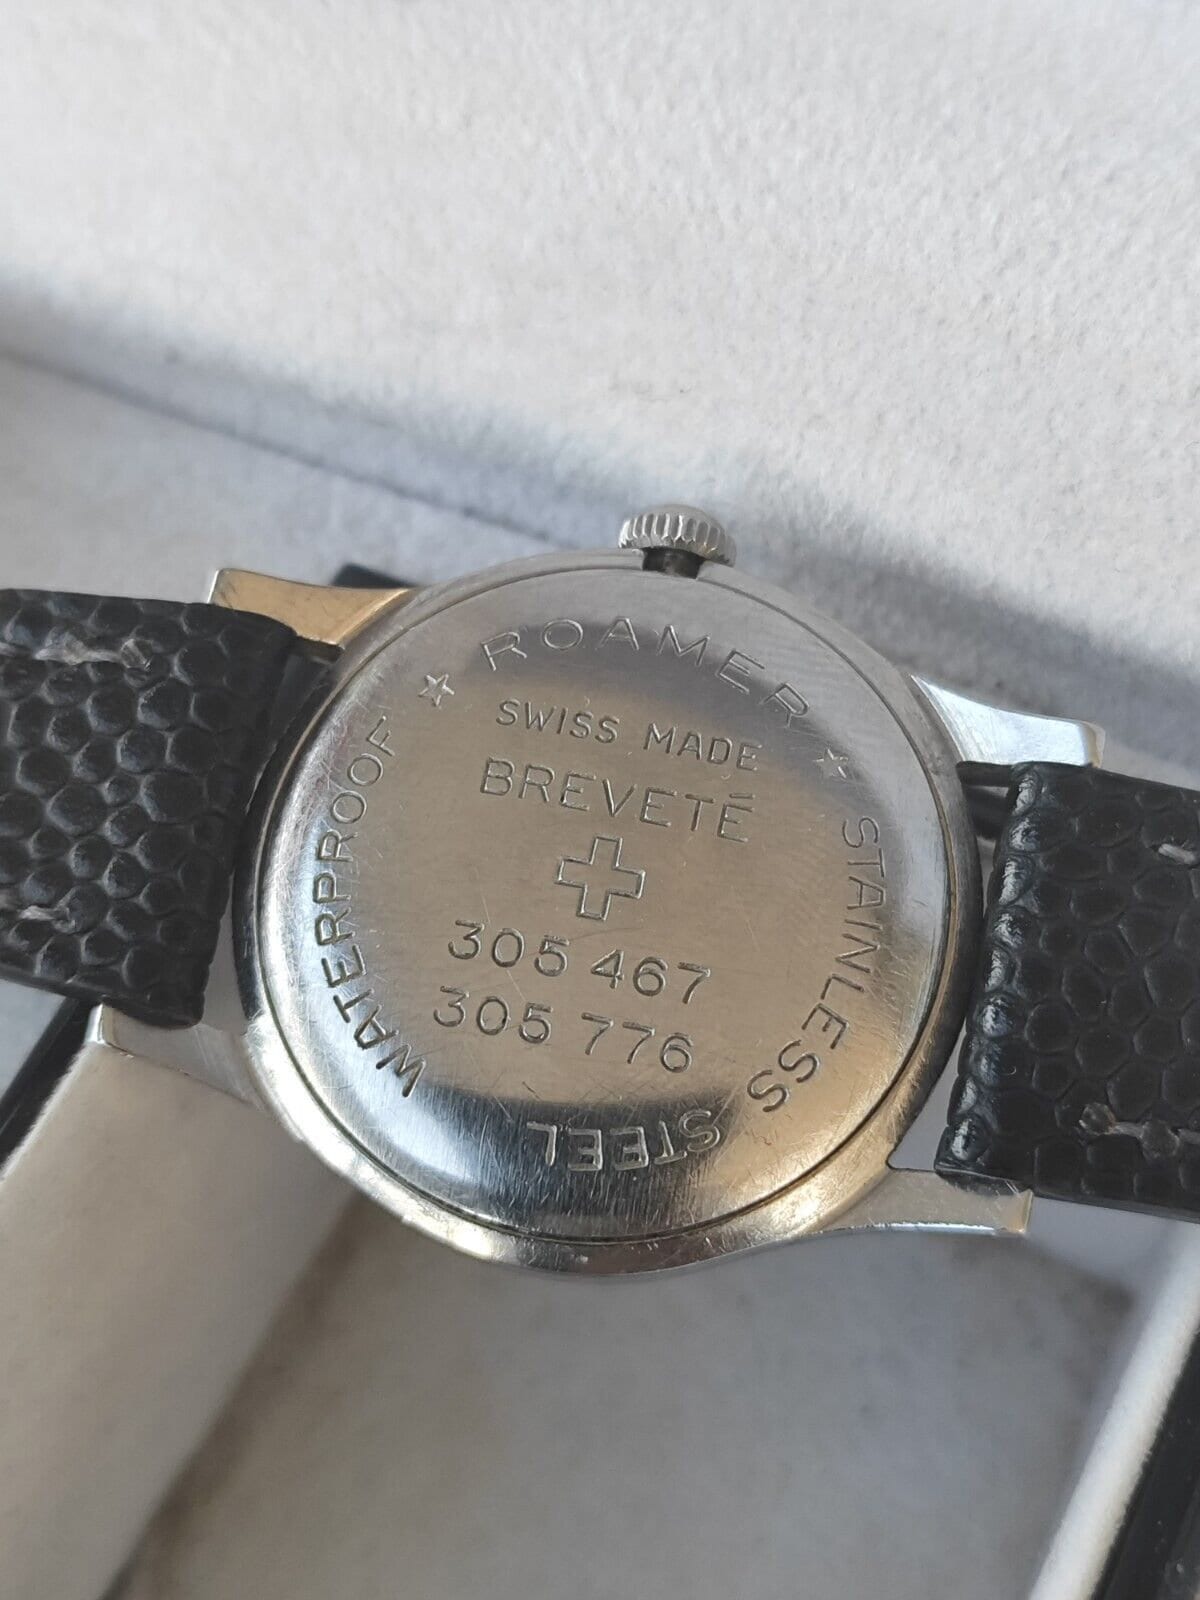 ★ ROAMER ★ STAINLESS STEEL WATERPROOF
SWISS MADE
BREVETÉ
305 467
305 776